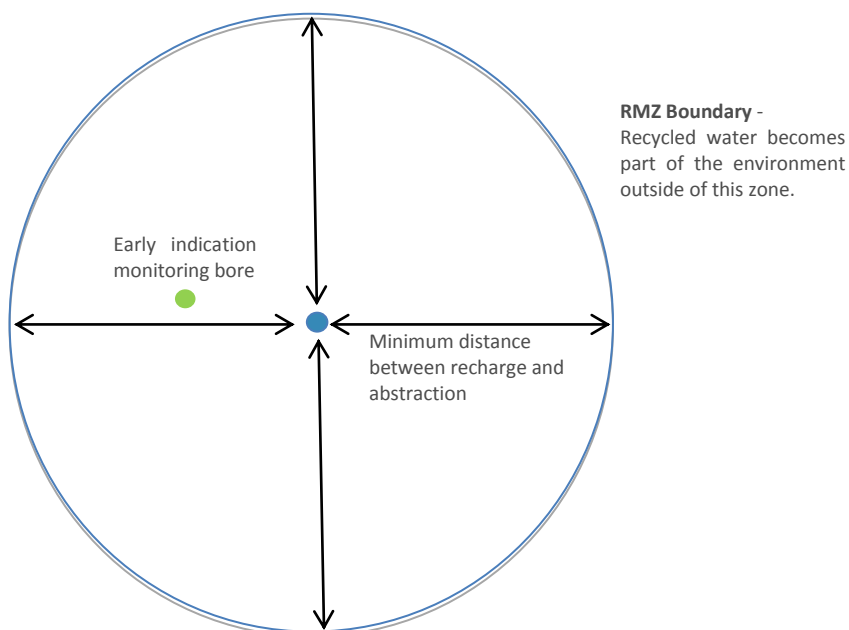 RMZ Boundary -
Recycled water becomes
part of the environment
outside of this zone.
Early indication
monitoring bore
Minimum distance
between recharge and
abstraction